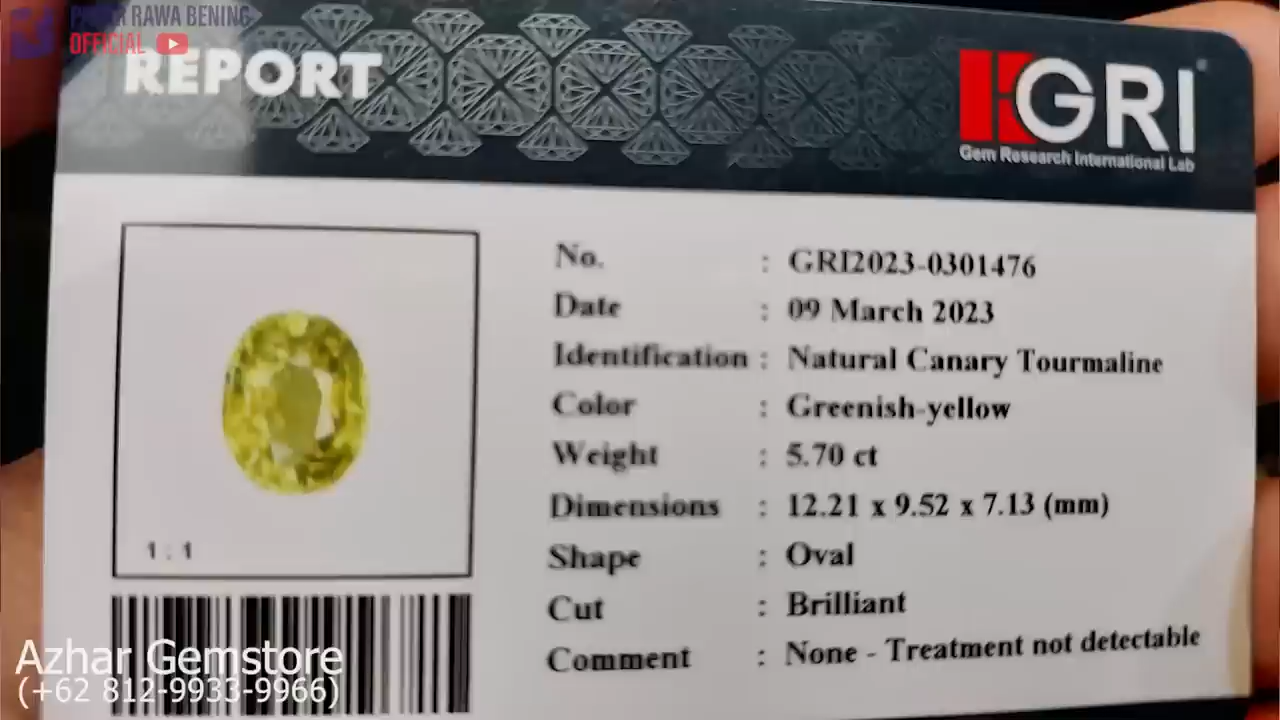 PASAR RAWA BENING
OFFICIAL
REPORT
GRI
Gem Research International Lab
No. : GRI2023-0301476
Date : 09 March 2023
Identification : Natural Canary Tourmaline
Color : Greenish-yellow
Weight : 5.70 ct
Dimensions : 12.21 x 9.52 x 7.13 (mm)
Shape : Oval
Cut : Brilliant
Comment : None - Treatment not detectable
1 : 1
Azhar Gemstore
(+62 812-9933-9966)